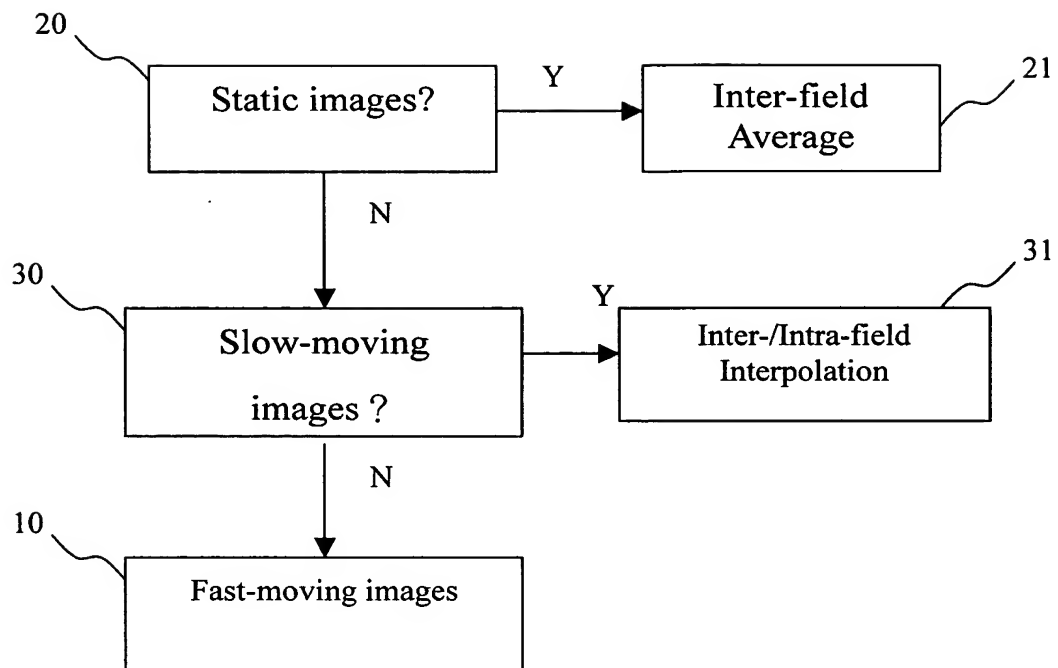 20
Static images?
Y
Inter-field
Average
21
N
30
Slow-moving
images ?
Y
Inter-/Intra-field
Interpolation
31
N
10
Fast-moving images